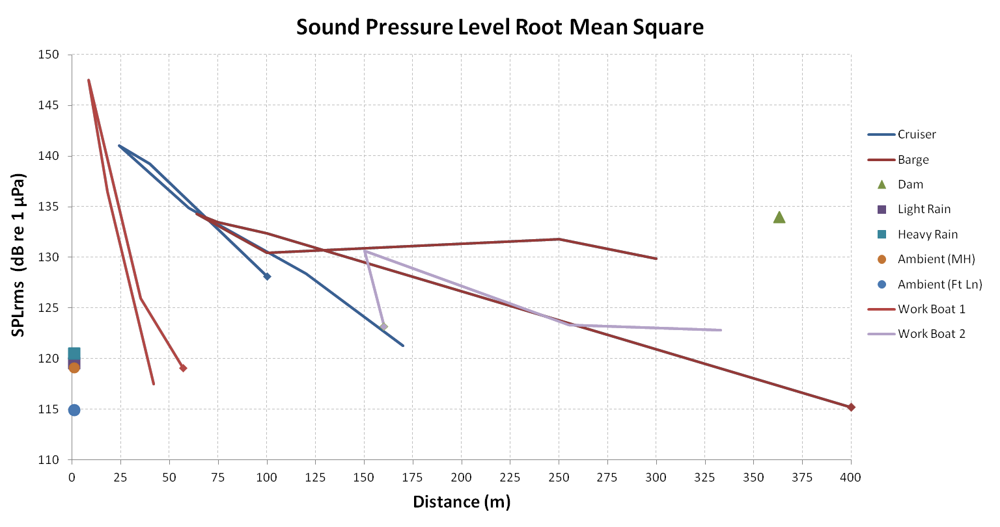 Sound Pressure Level Root Mean Square
SPLrms (dB re 1 µPa)
150
145
140
135
130
125
120
115
110
0 25 50 75 100 125 150 175 200 225 250 275 300 325 350 375 400
Distance (m)
Cruiser
Barge
Dam
Light Rain
Heavy Rain
Ambient (MH)
Ambient (Ft Ln)
Work Boat 1
Work Boat 2